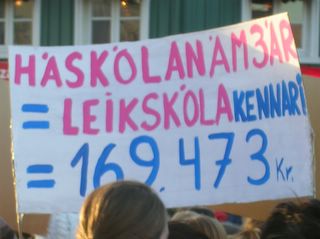 HÁSKÓLANÁM 3 ÁR
= LEIKSKÓLAKENNARI
= 169.473 Kr.